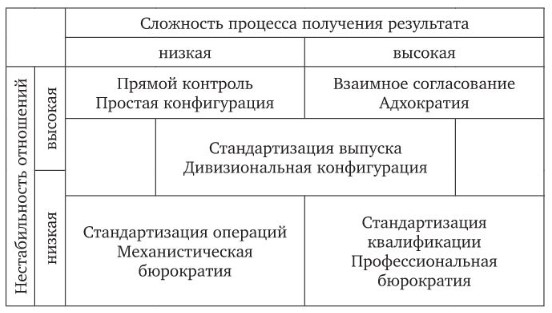 Сложность процесса получения результата
низкая
высокая
Нестабильность отношений
высокая
Прямой контроль
Простая конфигурация
Взаимное согласование
Адхократия
Стандартизация выпуска
Дивизиональная конфигурация
низкая
Стандартизация операций
Механистическая
бюрократия
Стандартизация
квалификации
Профессиональная
бюрократия